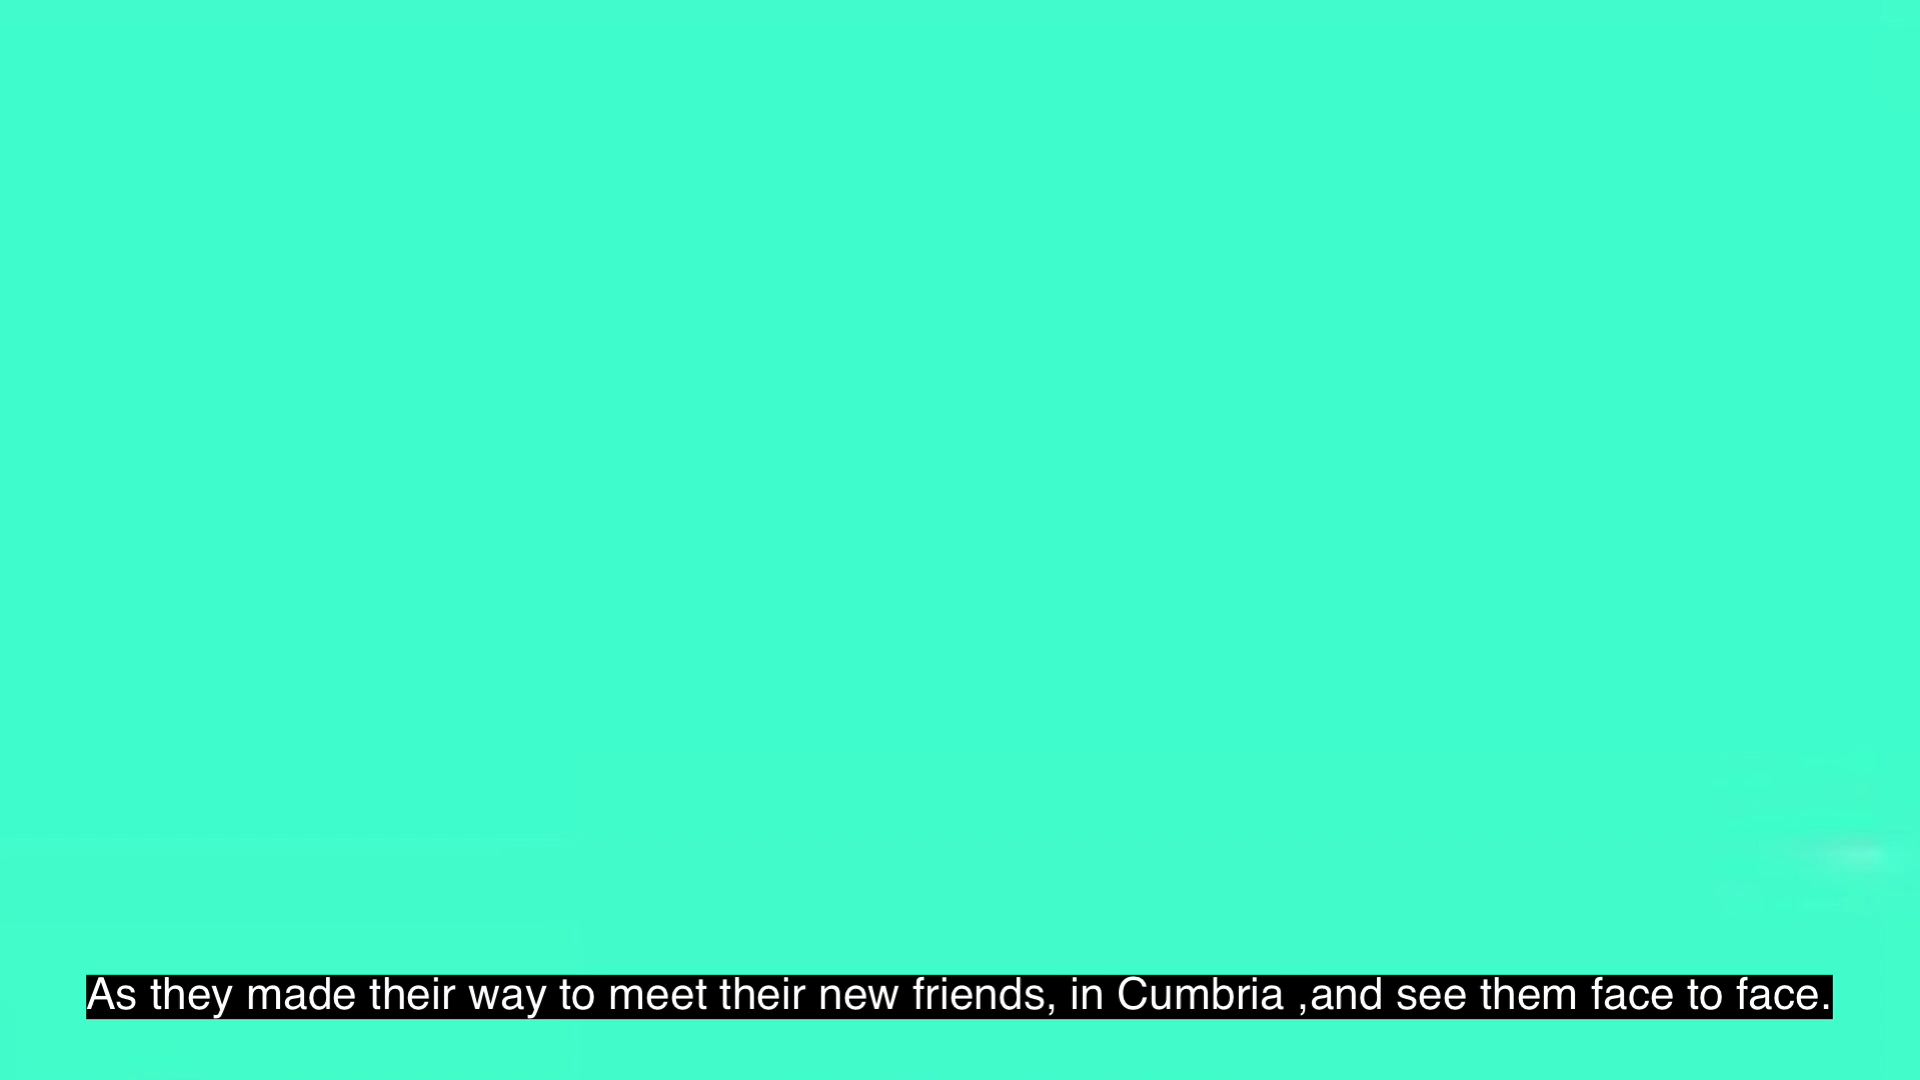 As they made their way to meet their new friends, in Cumbria ,and see them face to face.